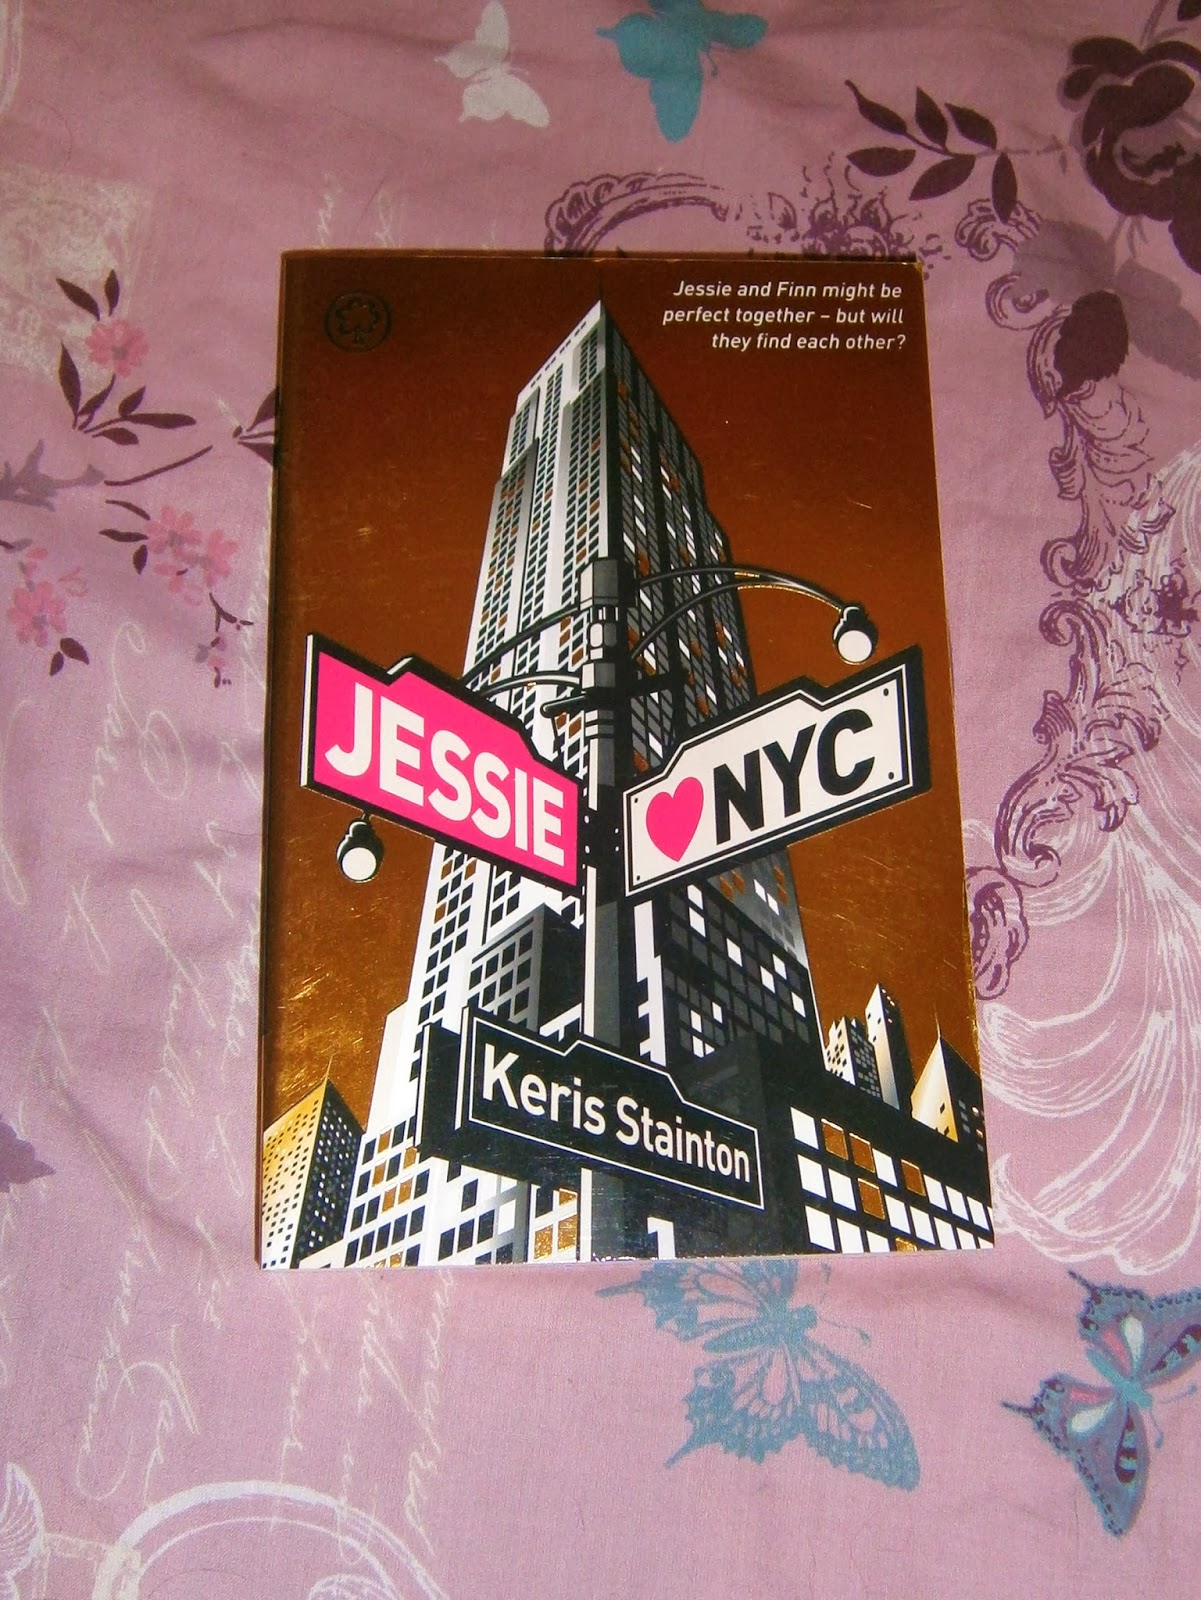 Jessie and Finn might be
perfect together – but will
they find each other?
JESSIE
♥NYC
Keris Stainton